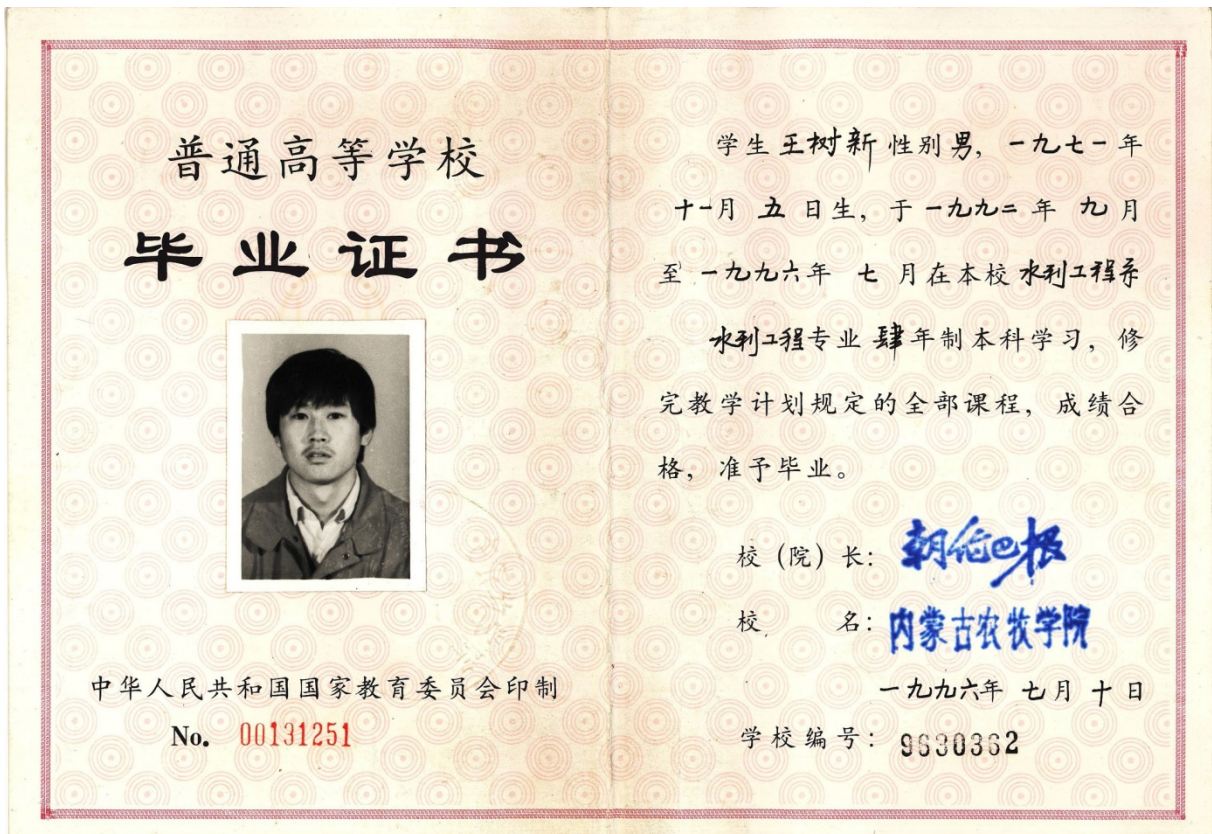 普通高等学校
毕业证书
中华人民共和国国家教育委员会印制
No. 00131251
学生王树新性别男，一九七一年
十一月五日生，于一九九二年九月
至一九九六年七月在本校水利工程系
水利工程专业肆年制本科学习，修
完教学计划规定的全部课程，成绩合
格，准予毕业。
校（院）长：朝伦巴根
校名：内蒙古农牧学院
一九九六年七月十日
学校编号：9630362